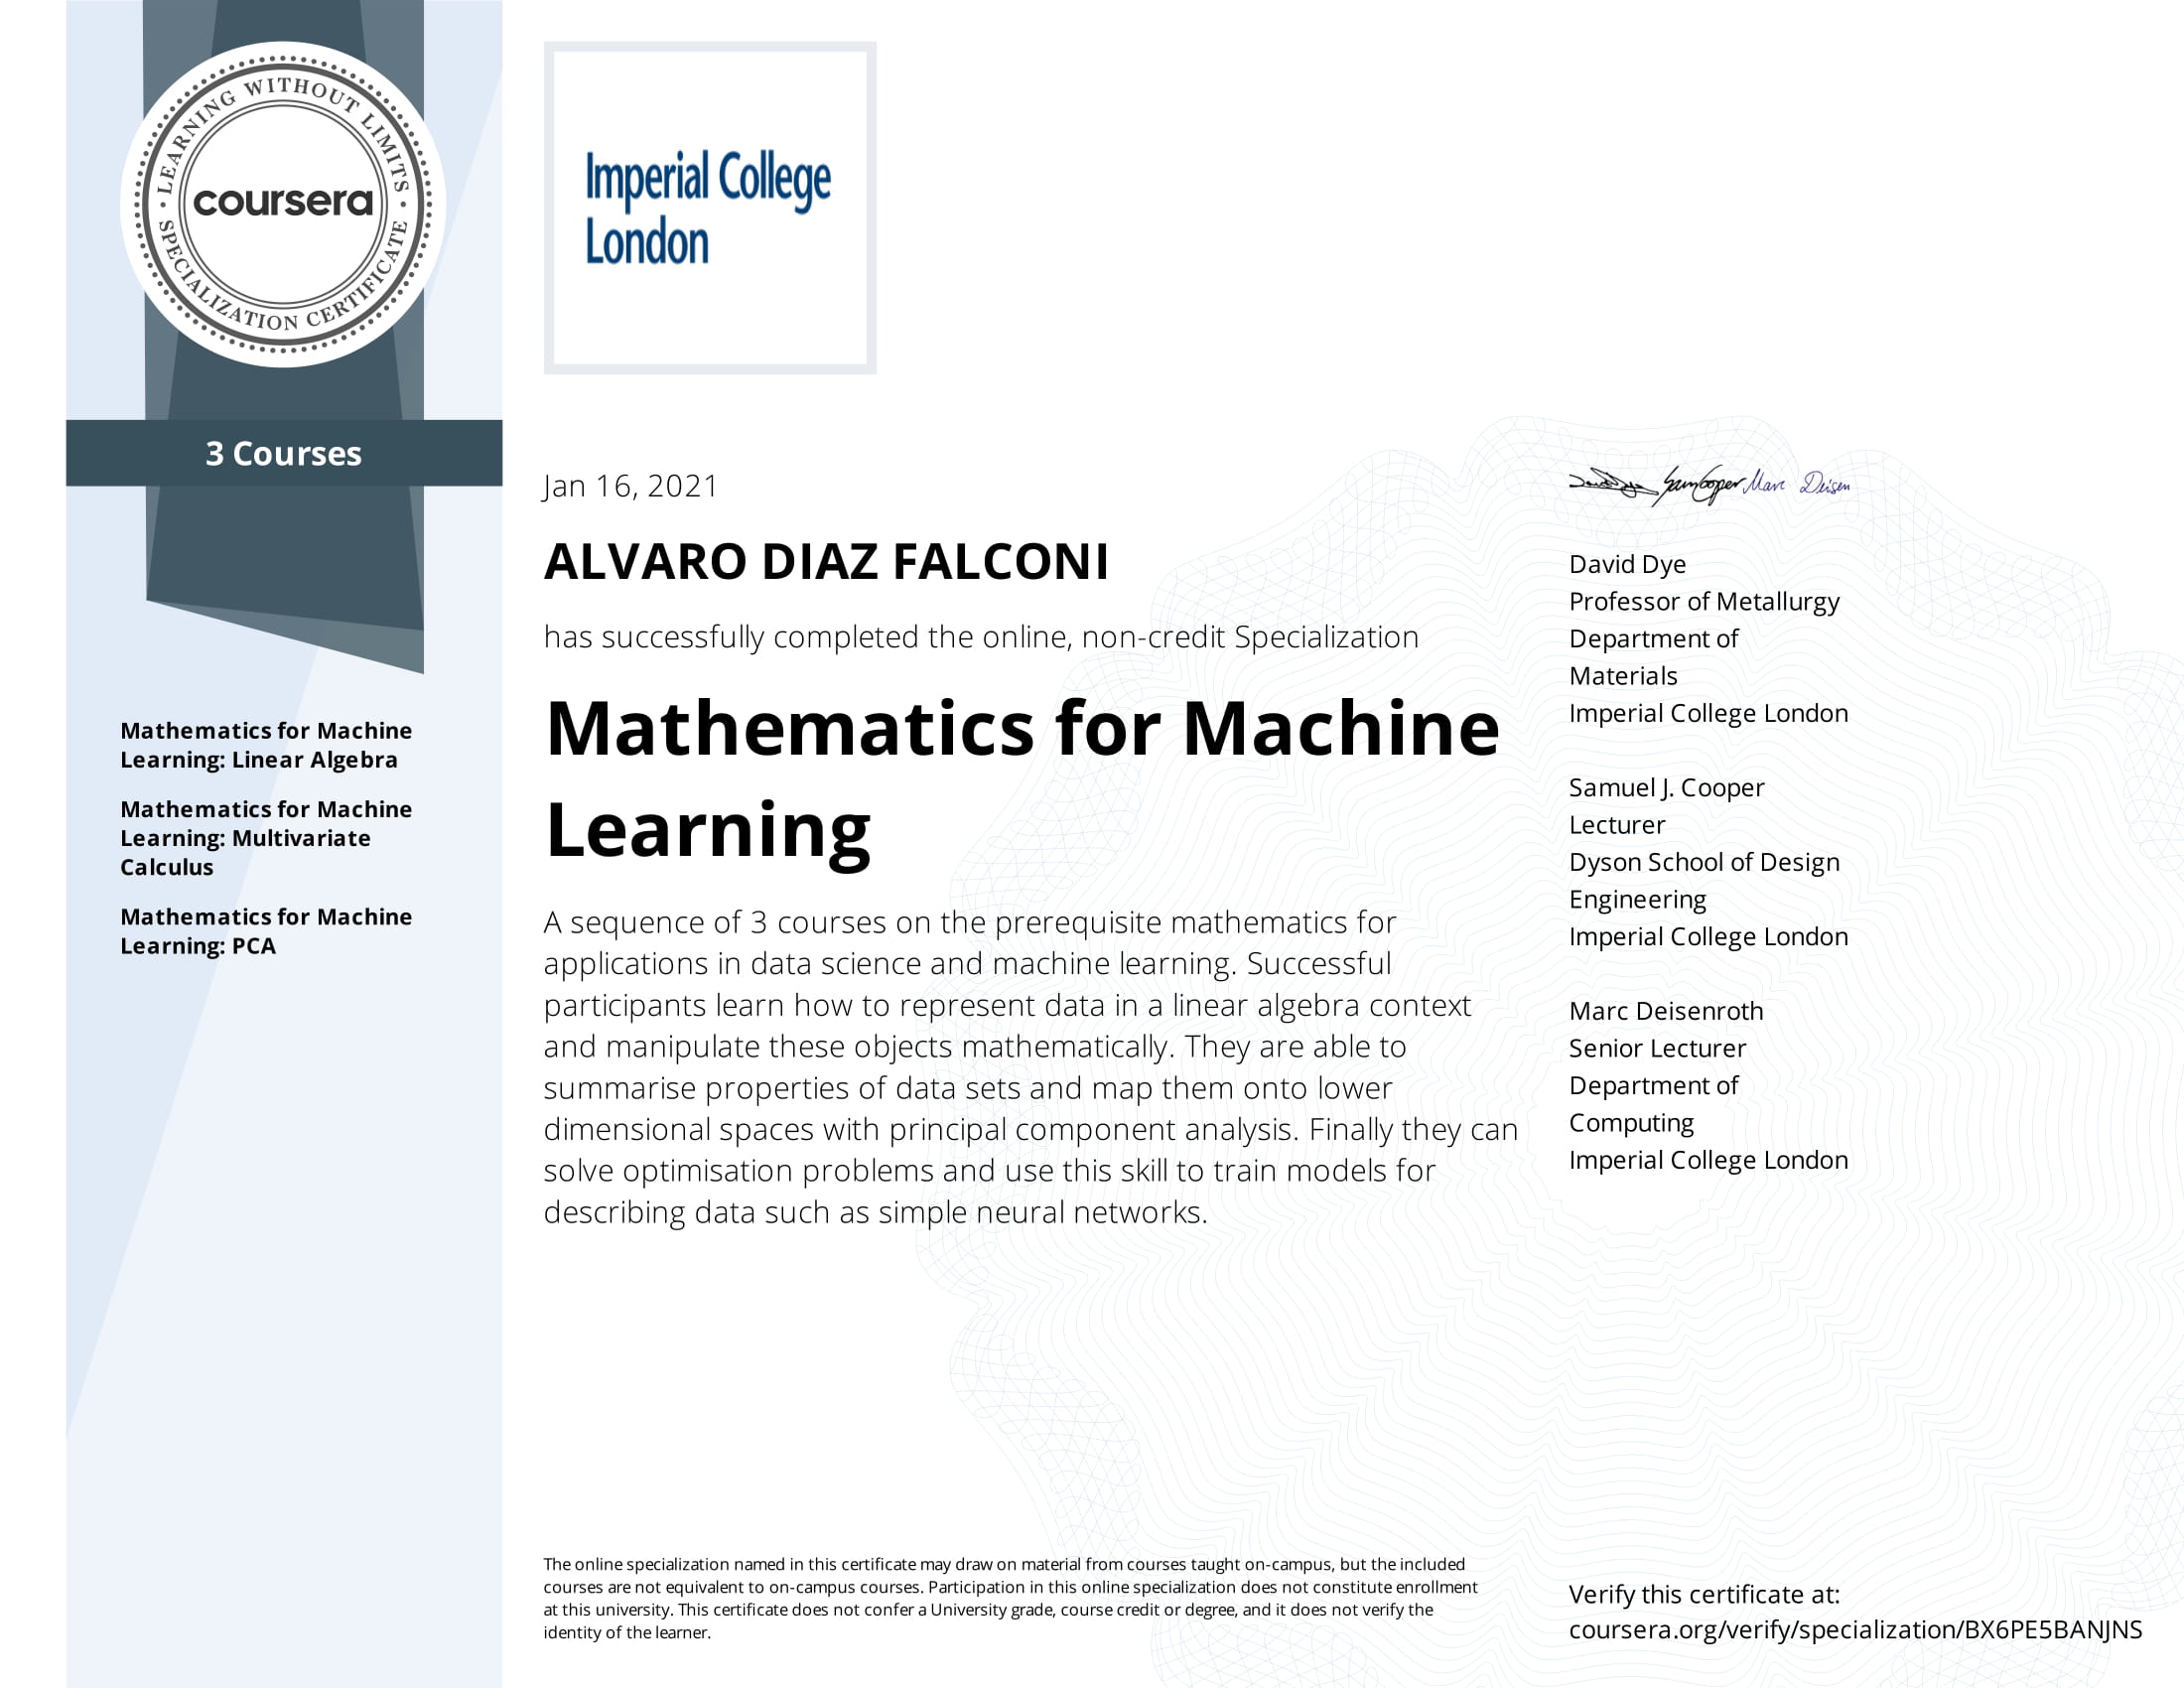 LEARNING WITHOUT LIMITS
coursera
SPECIALIZATION CERTIFICATE
3 Courses
Mathematics for Machine
Learning: Linear Algebra
Mathematics for Machine
Learning: Multivariate
Calculus
Mathematics for Machine
Learning: PCA
Imperial College
London
Jan 16, 2021
ALVARO DIAZ FALCONI
has successfully completed the online, non-credit Specialization
Mathematics for Machine
Learning
A sequence of 3 courses on the prerequisite mathematics for
applications in data science and machine learning. Successful
participants learn how to represent data in a linear algebra context
and manipulate these objects mathematically. They are able to
summarise properties of data sets and map them onto lower
dimensional spaces with principal component analysis. Finally they can
solve optimisation problems and use this skill to train models for
describing data such as simple neural networks.
The online specialization named in this certificate may draw on material from courses taught on-campus, but the included
courses are not equivalent to on-campus courses. Participation in this online specialization does not constitute enrollment
at this university. This certificate does not confer a University grade, course credit or degree, and it does not verify the
identity of the learner.
Sam Cooper Marc Deisen
David Dye
Professor of Metallurgy
Department of
Materials
Imperial College London
Samuel J. Cooper
Lecturer
Dyson School of Design
Engineering
Imperial College London
Marc Deisenroth
Senior Lecturer
Department of
Computing
Imperial College London
Verify this certificate at:
coursera.org/verify/specialization/BX6PE5BANJNS